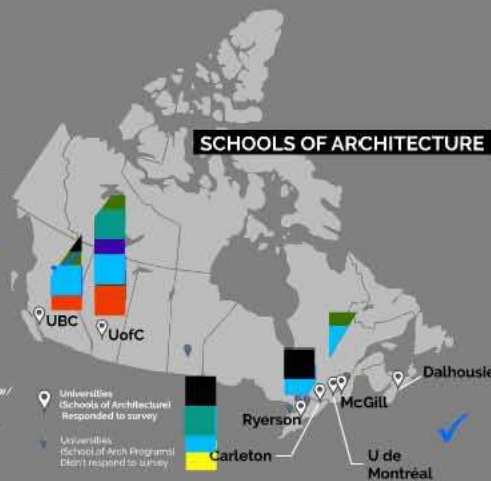 SCHOOLS OF ARCHITECTURE
UBC
UofC
Dalhousie
McGill
Ryerson
Carleton
U de
Montréal
Universities
(Schools of Architecture)
Responded to survey
Universities
(School of Arch Programs)
Didn't respond to survey